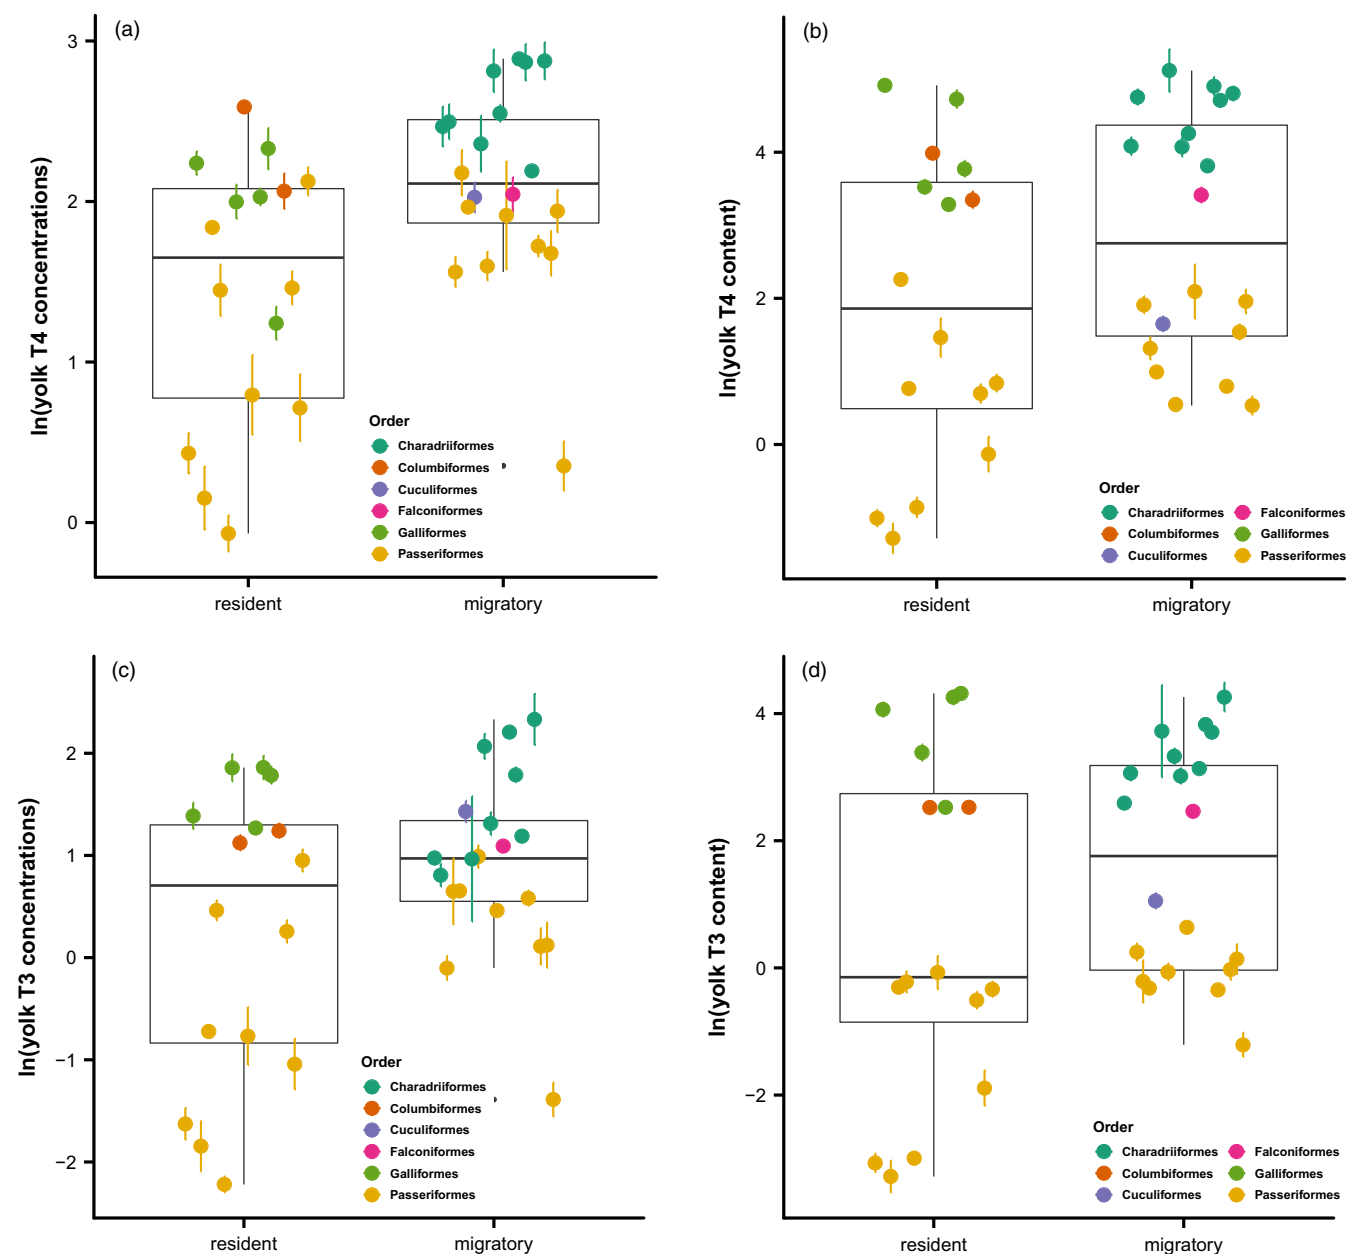 (a)
ln(yolk T4 concentrations)
3
2
1
0
Order
Charadriiformes
Columbiformes
Cuculiformes
Falconiformes
Galliformes
Passeriformes
resident
migratory
(b)
ln(yolk T4 content)
4
2
0
Order
Charadriiformes
Falconiformes
Columbiformes
Galliformes
Cuculiformes
Passeriformes
resident
migratory
(c)
ln(yolk T3 concentrations)
2
1
0
−1
−2
Order
Charadriiformes
Columbiformes
Cuculiformes
Falconiformes
Galliformes
Passeriformes
resident
migratory
(d)
ln(yolk T3 content)
4
2
0
−2
Order
Charadriiformes
Falconiformes
Columbiformes
Galliformes
Cuculiformes
Passeriformes
resident
migratory